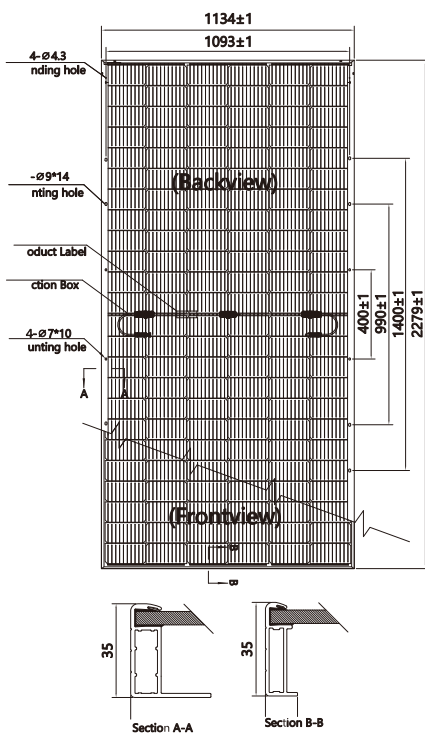 1134±1
1093±1
4-Ø4.3
nding hole
(Backview)
-Ø9*14
nting hole
oduct Label
ction Box
400±1
990±1
1400±1
2279±1
4-Ø7*10
unting hole
A A
(Frontview)
B
B
35
35
Section A-A
Section B-B